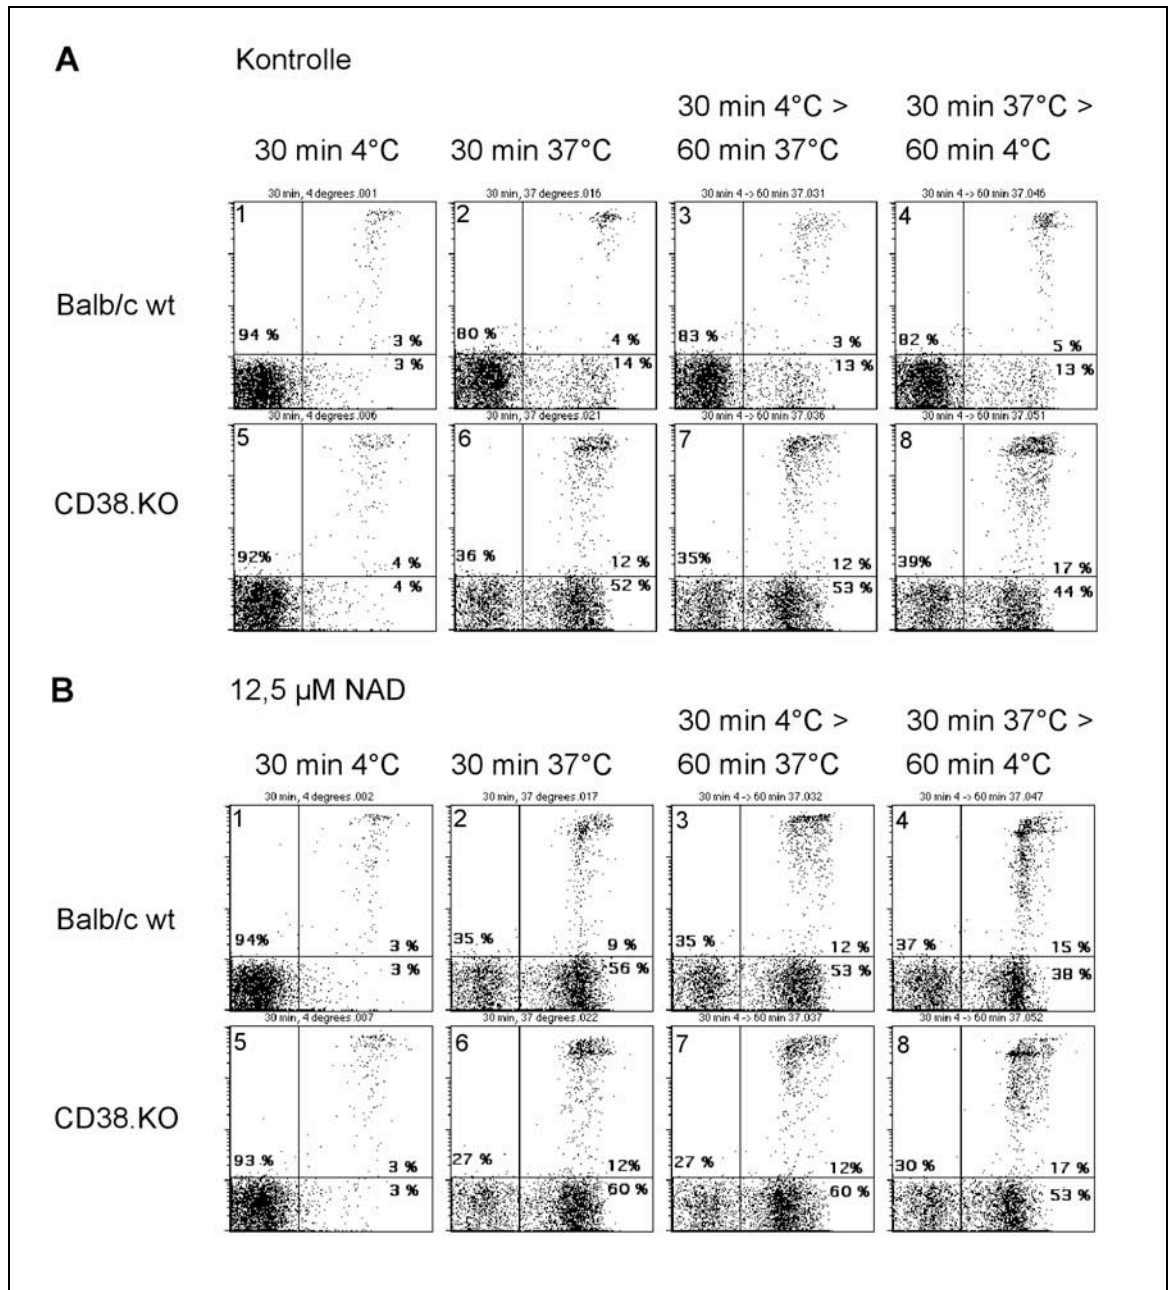 A Kontrolle
30 min 4°C > 30 min 37°C >
30 min 4°C 30 min 37°C 60 min 37°C 60 min 4°C
30 min, 4 degrees.001 30 min, 37 degrees.016 30 min 4 -> 60 min 37.031 30 min 4 -> 60 min 37.046
1 2 3 4
Balb/c wt
94 % 3 % 80 % 4 % 83 % 3 % 82 % 5 %
3 % 14 % 13 % 13 %
30 min, 4 degrees.006 30 min, 37 degrees.021 30 min 4 -> 60 min 37.036 30 min 4 -> 60 min 37.051
5 6 7 8
CD38.KO
92% 4 % 36 % 12 % 35% 12 % 39% 17 %
4 % 52 % 53 % 44 %
B 12,5 µM NAD
30 min 4°C > 30 min 37°C >
30 min 4°C 30 min 37°C 60 min 37°C 60 min 4°C
30 min, 4 degrees.002 30 min, 37 degrees.017 30 min 4 -> 60 min 37.032 30 min 4 -> 60 min 37.047
1 2 3 4
Balb/c wt
94% 3 % 35 % 9 % 35 % 12 % 37 % 15 %
3 % 56 % 53 % 38 %
30 min, 4 degrees.007 30 min, 37 degrees.022 30 min 4 -> 60 min 37.037 30 min 4 -> 60 min 37.052
5 6 7 8
CD38.KO
93 % 3 % 27 % 12% 27 % 12% 30 % 17 %
3 % 60 % 60 % 53 %